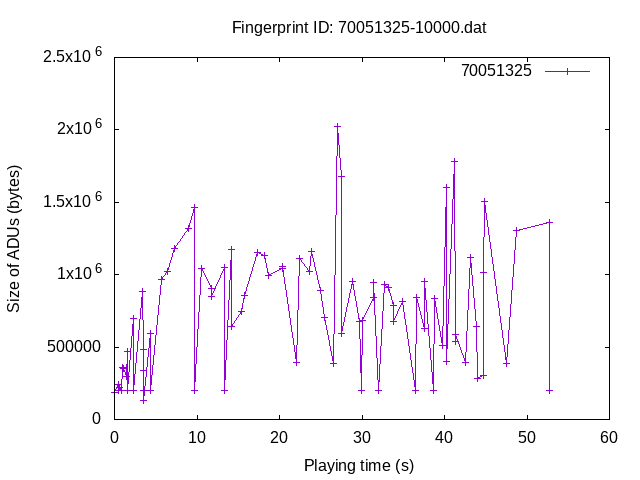 Fingerprint ID: 70051325-10000.dat
70051325
Size of ADUs (bytes)
2.5x10^6
2x10^6
1.5x10^6
1x10^6
500000
0
0 10 20 30 40 50 60
Playing time (s)